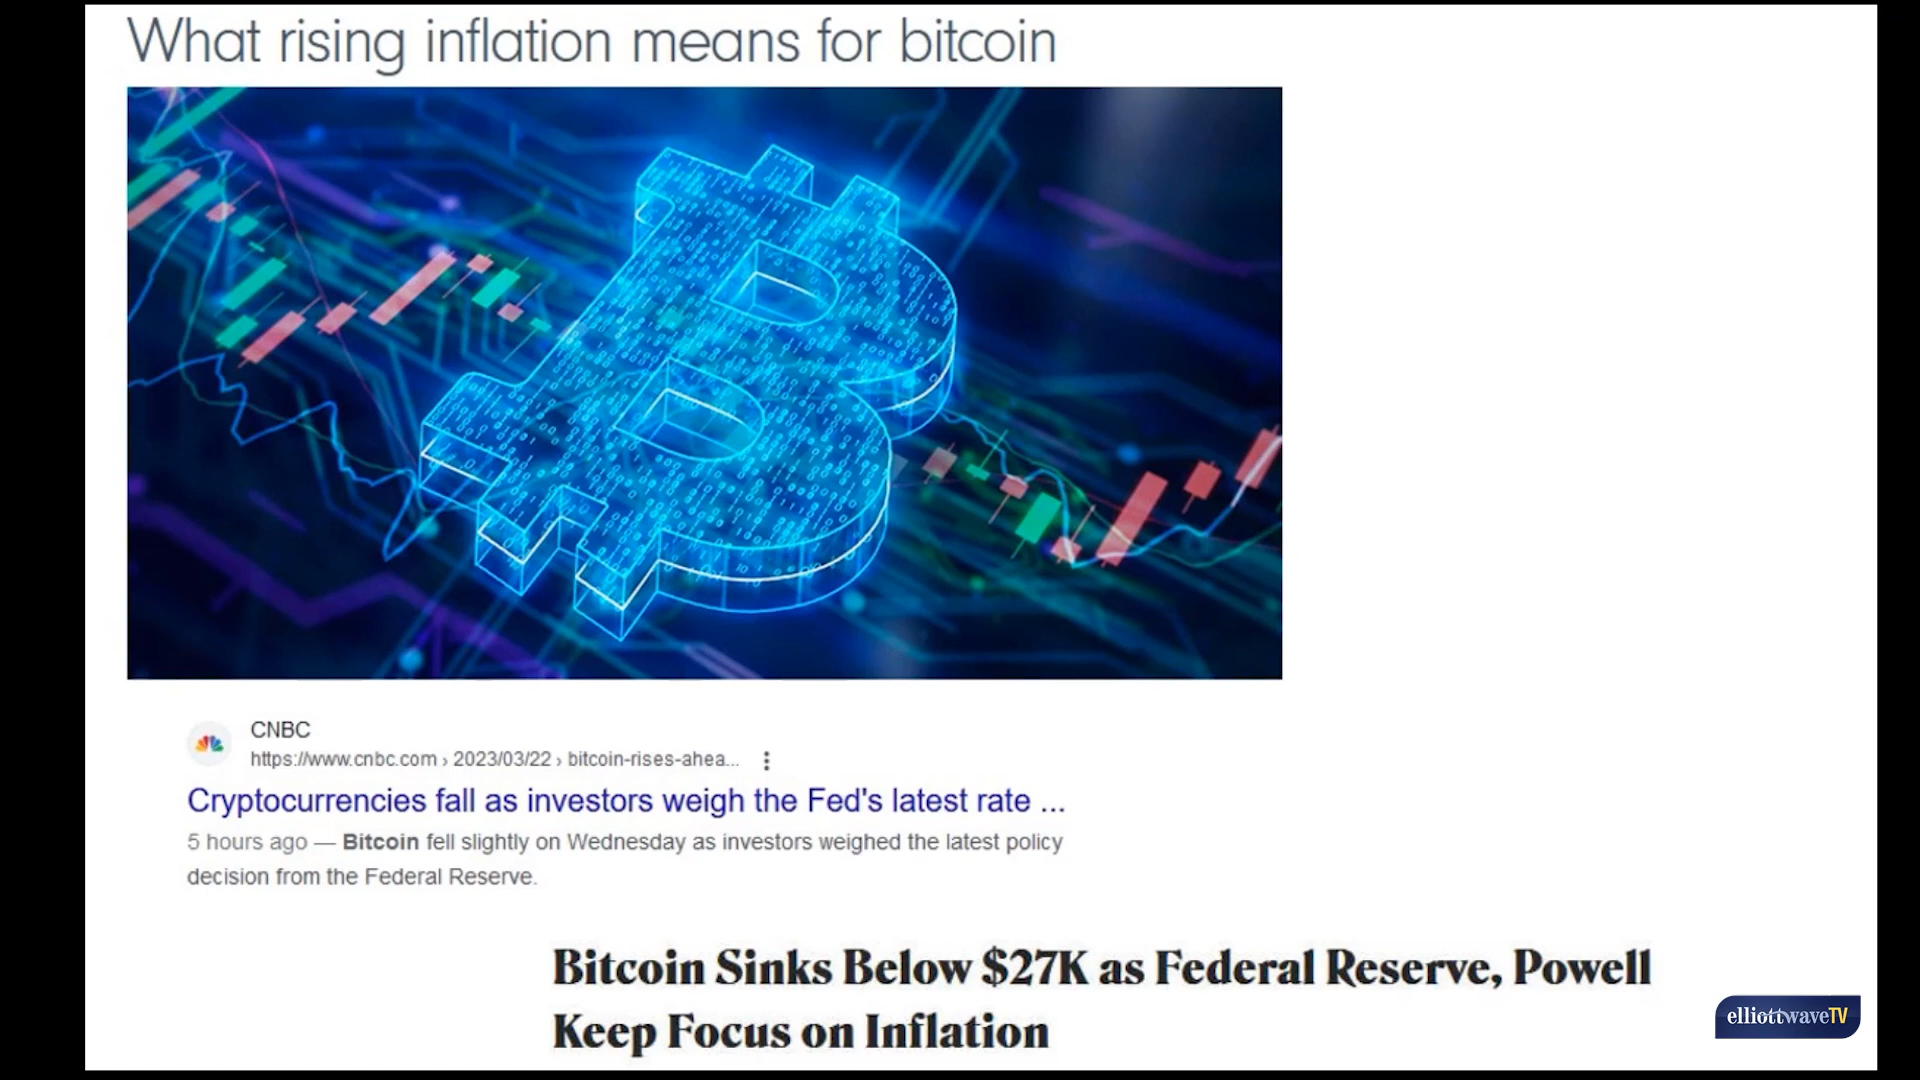 What rising inflation means for bitcoin
CNBC
https://www.cnbc.com › 2023/03/22 › bitcoin-rises-ahea...
Cryptocurrencies fall as investors weigh the Fed's latest rate ...
5 hours ago — Bitcoin fell slightly on Wednesday as investors weighed the latest policy
decision from the Federal Reserve.
Bitcoin Sinks Below $27K as Federal Reserve, Powell
Keep Focus on Inflation
elliottwaveTV